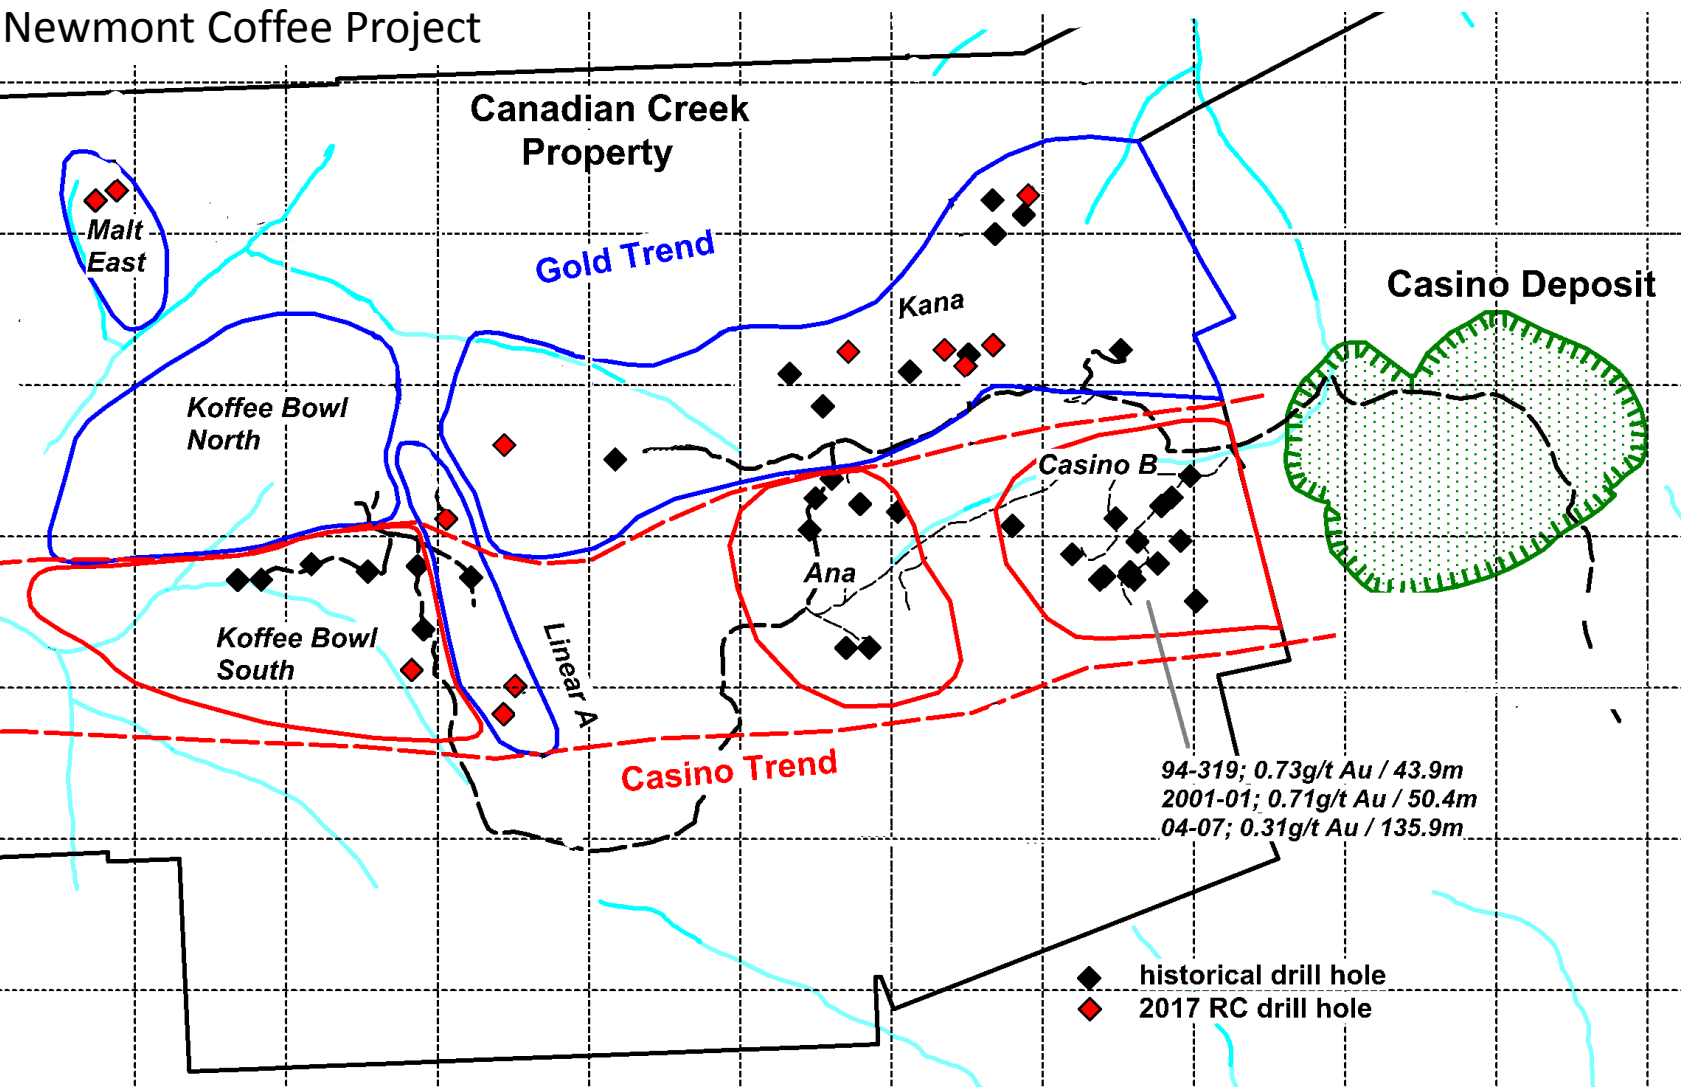 Newmont Coffee Project
Canadian Creek
Property
Malt
East
Gold Trend
Kana
Casino Deposit
Koffee Bowl
North
Casino B
Ana
Koffee Bowl
South
Linear A
Casino Trend
94-319; 0.73g/t Au / 43.9m
2001-01; 0.71g/t Au / 50.4m
04-07; 0.31g/t Au / 135.9m
historical drill hole
2017 RC drill hole